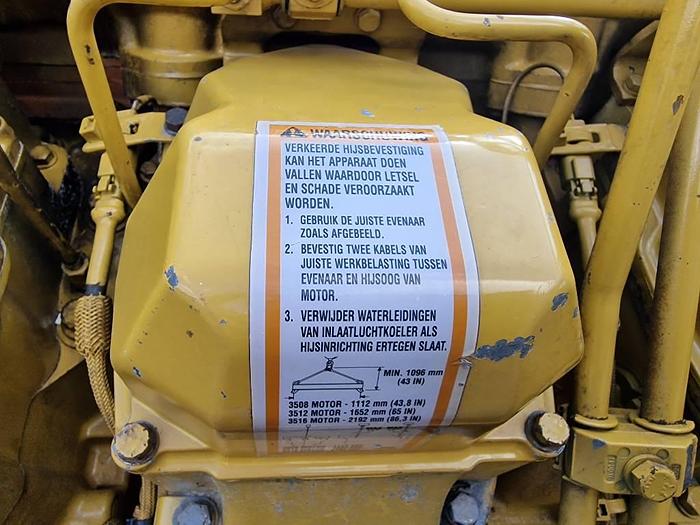 WAARSCHUWING
VERKEERDE HIJSBEVESTIGING
KAN HET APPARAAT DOEN
VALLEN WAARDOOR LETSEL
EN SCHADE VEROORZAAKT
WORDEN.
1. GEBRUIK DE JUISTE EVENAAR
ZOALS AFGEBEELD.
2. BEVESTIG TWEE KABELS VAN
JUISTE WERKBELASTING TUSSEN
EVENAAR EN HIJSOOG VAN
MOTOR.
3. VERWIJDER WATERLEIDINGEN
VAN INLAATLUCHTKOELER ALS
HIJSINRICHTING ERTEGEN SLAAT.
MIN. 1096 mm
(43 IN)
3508 MOTOR - 1112 mm (43,8 IN)
3512 MOTOR - 1652 mm (65 IN)
3516 MOTOR - 2192 mm (86,3 IN)